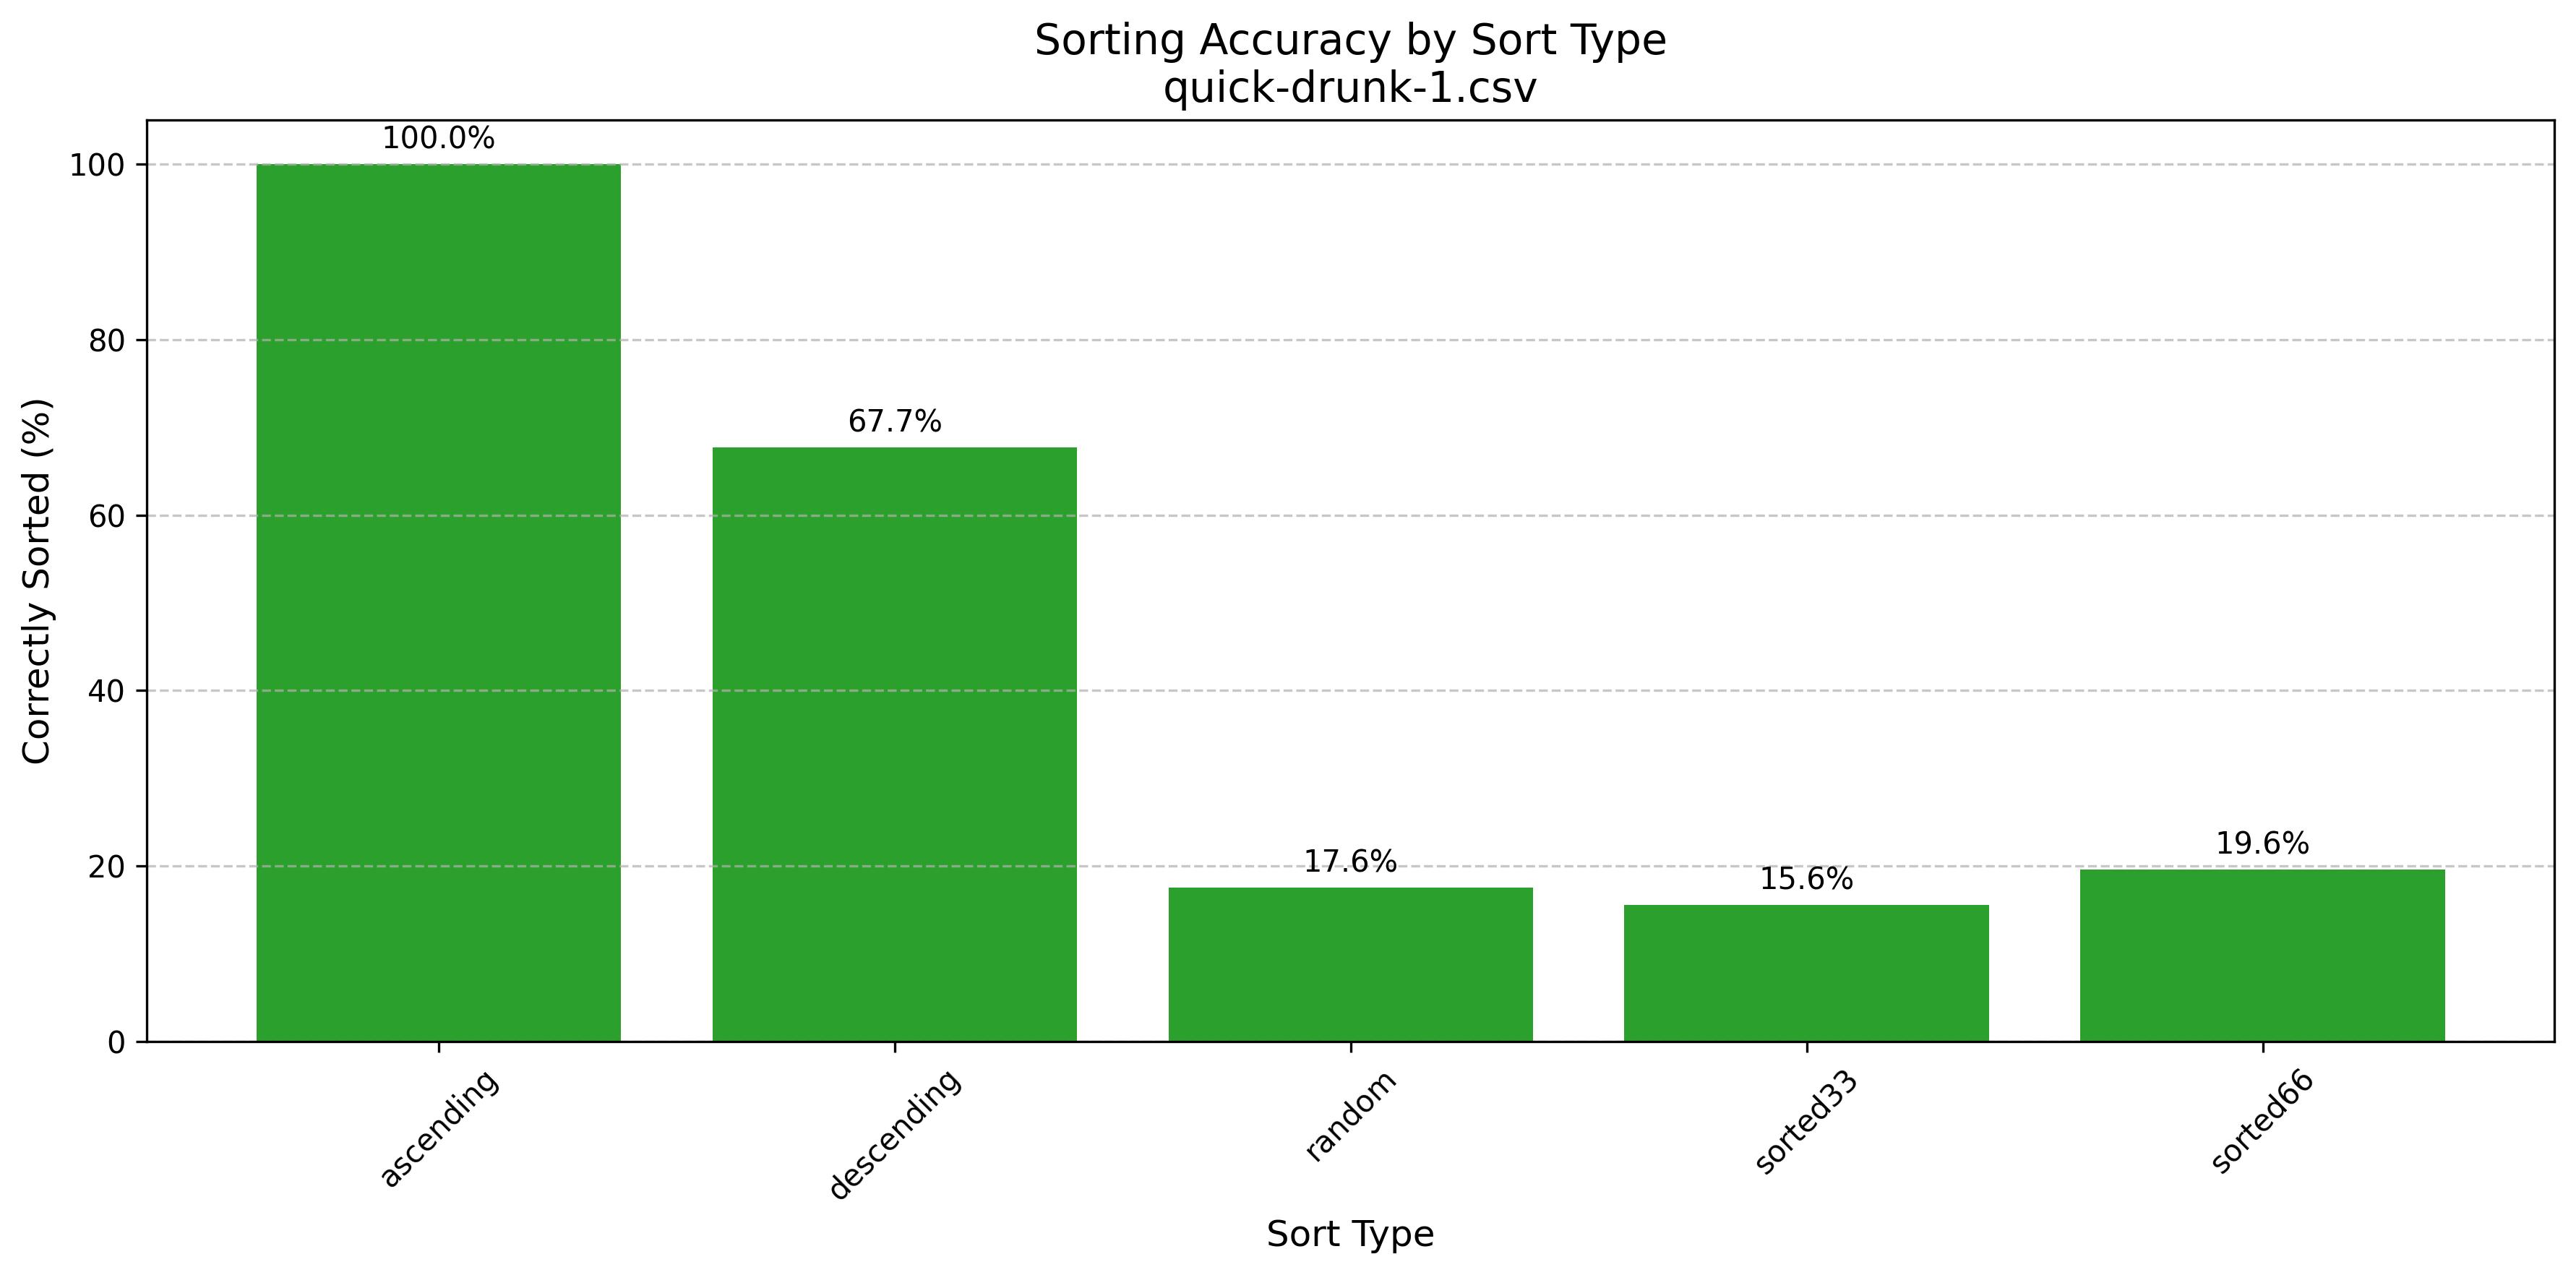 Sorting Accuracy by Sort Type
quick-drunk-1.csv
Correctly Sorted (%)
100
80
60
40
20
0
100.0%
67.7%
17.6%
15.6%
19.6%
ascending
descending
random
sorted33
sorted66
Sort Type